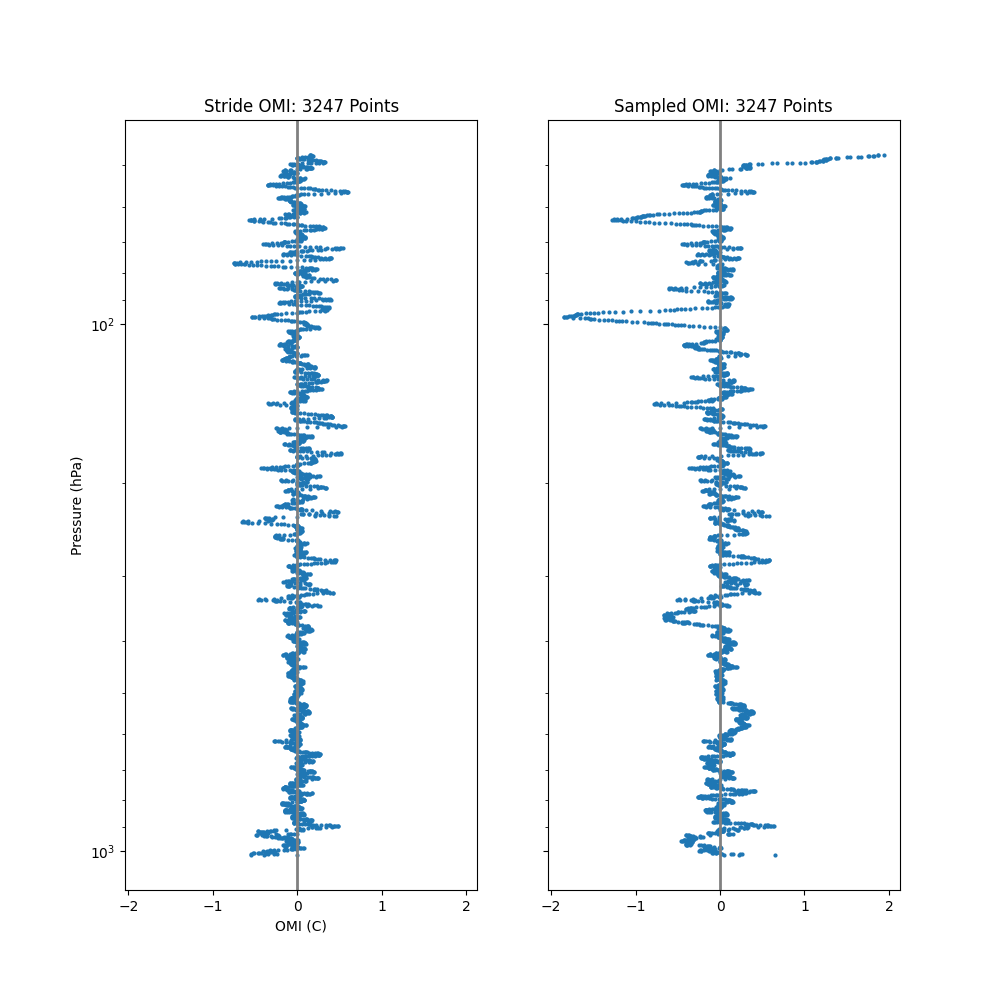 Stride OMI: 3247 Points
Sampled OMI: 3247 Points
Pressure (hPa)
10²
10³
−2 −1 0 1 2
−2 −1 0 1 2
OMI (C)